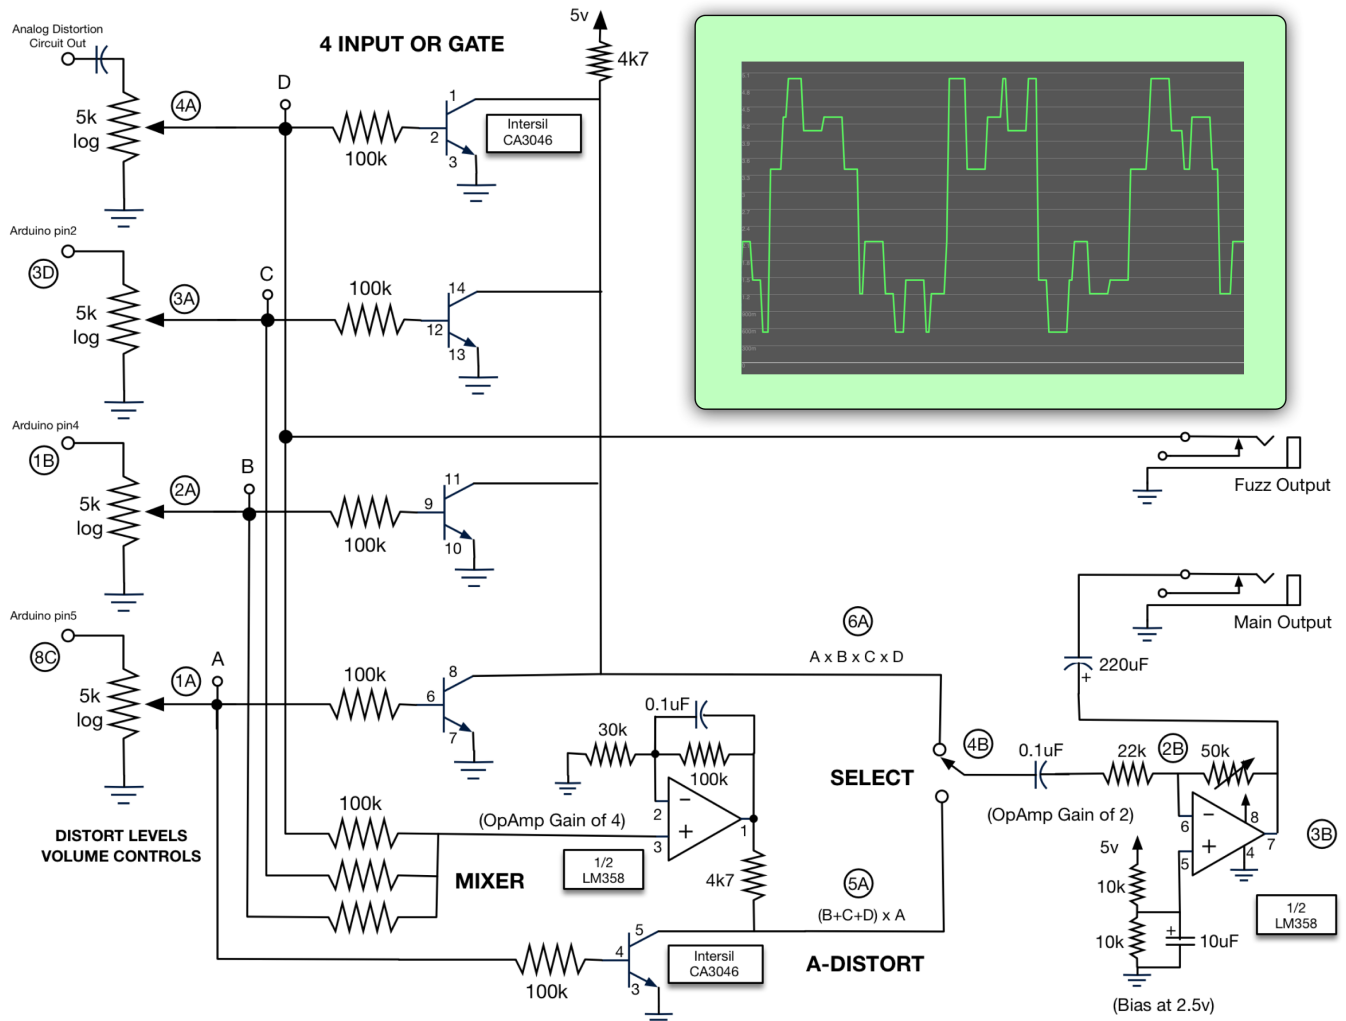 Analog Distortion
Circuit Out
4 INPUT OR GATE
5v
4k7
D
4A
5k
log
100k
1
2
3
Intersil
CA3046
Arduino pin2
3D
C
3A
5k
log
100k
14
12
13
Arduino pin4
1B
B
2A
5k
log
100k
11
9
10
Fuzz Output
Arduino pin5
8C
A
1A
5k
log
100k
8
6
7
6A
A x B x C x D
Main Output
220uF
+
0.1uF
30k
100k
SELECT
4B
0.1uF
22k
2B
50k
(OpAmp Gain of 2)
DISTORT LEVELS
VOLUME CONTROLS
100k
MIXER
(OpAmp Gain of 4)
2
−
3
+
1
1/2
LM358
4k7
5A
(B+C+D) x A
6
−
5
+
8
4
7
3B
5v
10k
10k
+
10uF
1/2
LM358
(Bias at 2.5v)
100k
5
4
3
Intersil
CA3046
A-DISTORT